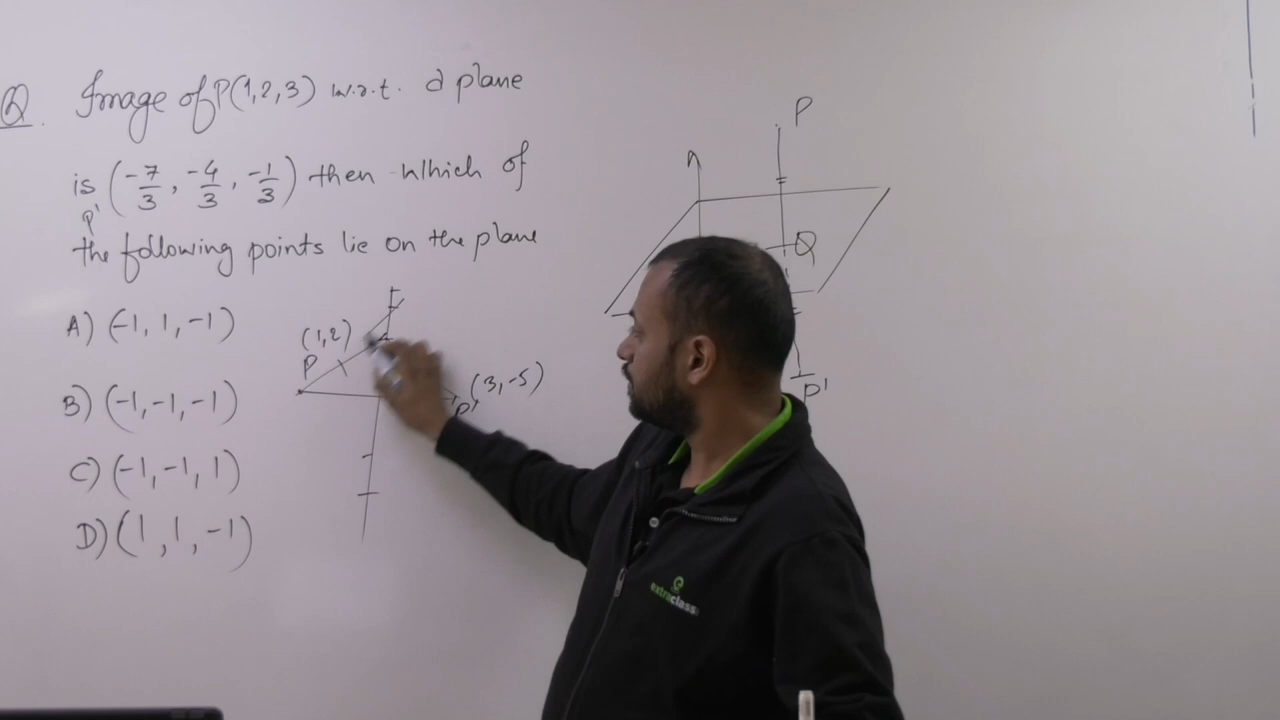 Q. Image of P(1,2,3) w.r.t. a plane
is (-7/3, -4/3, -1/3) then which of
P'
the following points lie on the plane
A) (-1, 1, -1)
B) (-1, -1, -1)
C) (-1, -1, 1)
D) (1, 1, -1)
(1,2)
P
(3,-5)
P'
P
Q
P'
extraclass